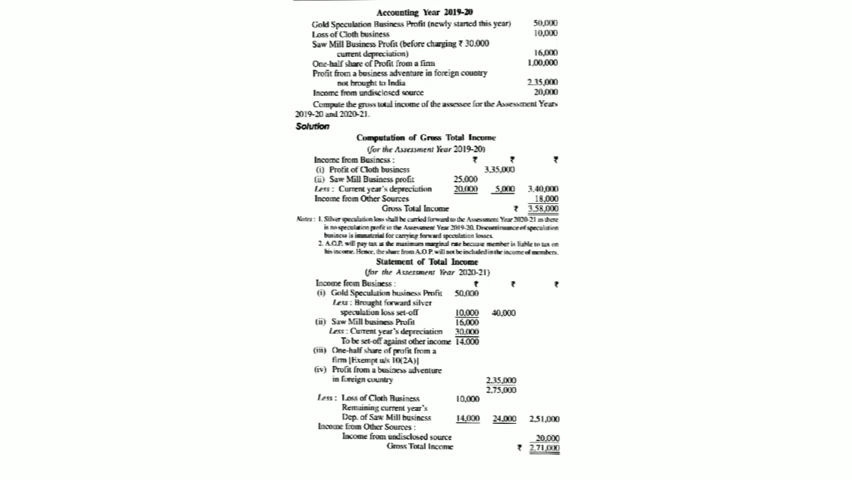 Accounting Year 2019-20
Gold Speculation Business Profit (newly started this year) 50,000
Loss of Cloth business 10,000
Saw Mill Business Profit (before charging ₹ 30,000
current depreciation) 16,000
One-half share of Profit from a firm 1,00,000
Profit from a business adventure in foreign country
not brought to India 2,35,000
Income from undisclosed source 20,000
Compute the gross total income of the assessee for the Assessment Years
2019-20 and 2020-21.
Solution
Computation of Gross Total Income
(for the Assessment Year 2019-20)
Income from Business : ₹ ₹ ₹
(i) Profit of Cloth business 3,35,000
(ii) Saw Mill Business profit 25,000
Less : Current year's depreciation 20,000 5,000 3,40,000
Income from Other Sources 18,000
Gross Total Income ₹ 3,58,000
Notes : 1. Silver speculation loss shall be carried forward to the Assessment Year 2020-21 as there
is no speculation profit in the Assessment Year 2019-20. Discontinuance of speculation
business is immaterial for carrying forward speculation losses.
2. A.O.P. will pay tax at the maximum marginal rate because member is liable to tax on
his income. Hence, the share from A.O.P. will not be included in the income of members.
Statement of Total Income
(for the Assessment Year 2020-21)
Income from Business : ₹ ₹ ₹
(i) Gold Speculation business Profit 50,000
Less : Brought forward silver
speculation loss set-off 10,000 40,000
(ii) Saw Mill business Profit 16,000
Less : Current year's depreciation 30,000
To be set-off against other income 14,000
(iii) One-half share of profit from a
firm [Exempt u/s 10(2A)]
(iv) Profit from a business adventure
in foreign country 2,35,000
2,75,000
Less : Loss of Cloth Business 10,000
Remaining current year's
Dep. of Saw Mill business 14,000 24,000 2,51,000
Income from Other Sources :
Income from undisclosed source 20,000
Gross Total Income ₹ 2,71,000